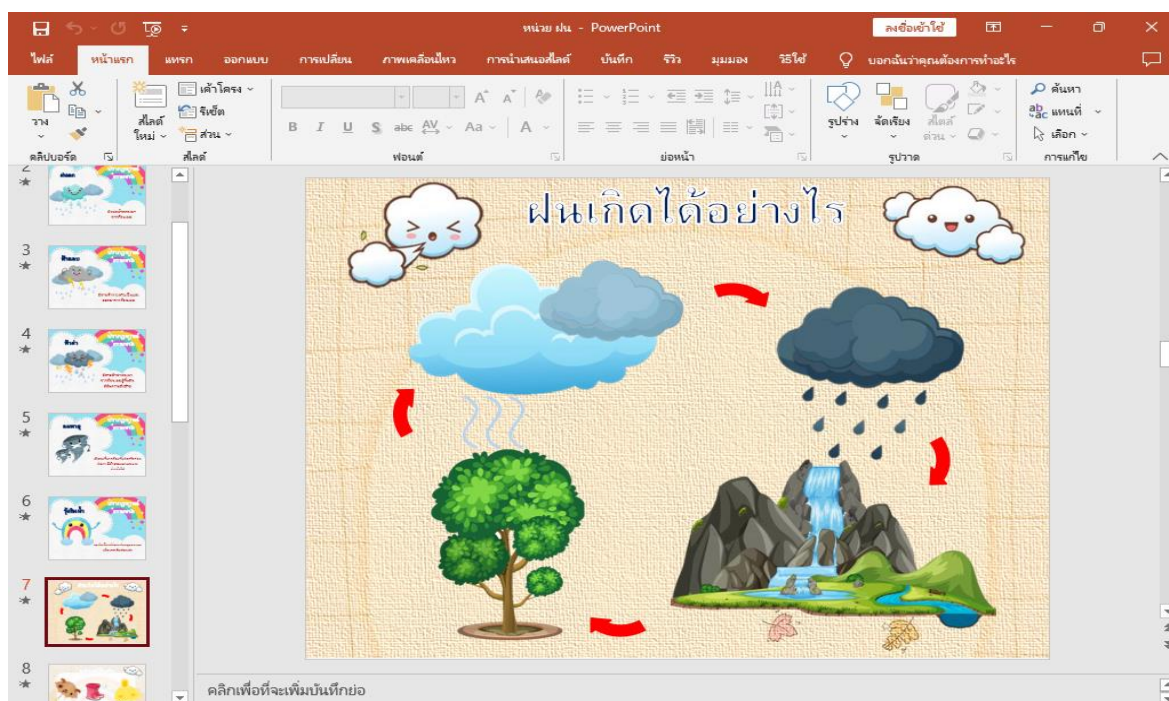 หน่วย ฝน - PowerPoint
ลงชื่อเข้าใช้
ไฟล์ หน้าแรก แทรก ออกแบบ การเปลี่ยน ภาพเคลื่อนไหว การนำเสนอสไลด์ บันทึก รีวิว มุมมอง วิธีใช้ บอกฉันว่าคุณต้องการทำอะไร
วาง
สไลด์
ใหม่
เค้าโครง
รีเซ็ต
ส่วน
B I U S abc AV Aa A
รูปร่าง
จัดเรียง
สไตล์
ด่วน
ค้นหา
แทนที่
เลือก
คลิปบอร์ด สไลด์ ฟอนต์ ย่อหน้า รูปวาด การแก้ไข
2
3
4
5
6
7
8
ฝนเกิดได้อย่างไร
คลิกเพื่อที่จะเพิ่มบันทึกย่อ